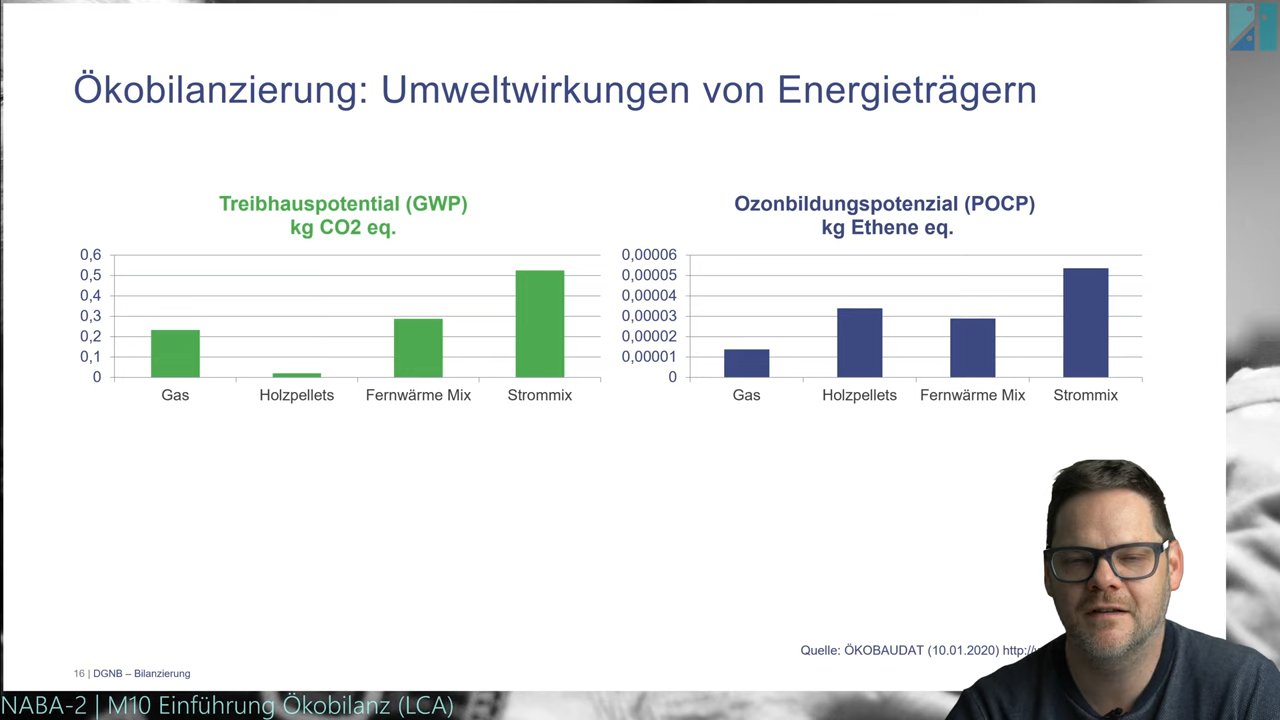 Ökobilanzierung: Umweltwirkungen von Energieträgern
Treibhauspotential (GWP)
kg CO2 eq.
0,6
0,5
0,4
0,3
0,2
0,1
0
Gas Holzpellets Fernwärme Mix Strommix
Ozonbildungspotenzial (POCP)
kg Ethene eq.
0,00006
0,00005
0,00004
0,00003
0,00002
0,00001
0
Gas Holzpellets Fernwärme Mix Strommix
Quelle: ÖKOBAUDAT (10.01.2020)
16 | DGNB – Bilanzierung
NABA-2 | M10 Einführung Ökobilanz (LCA)